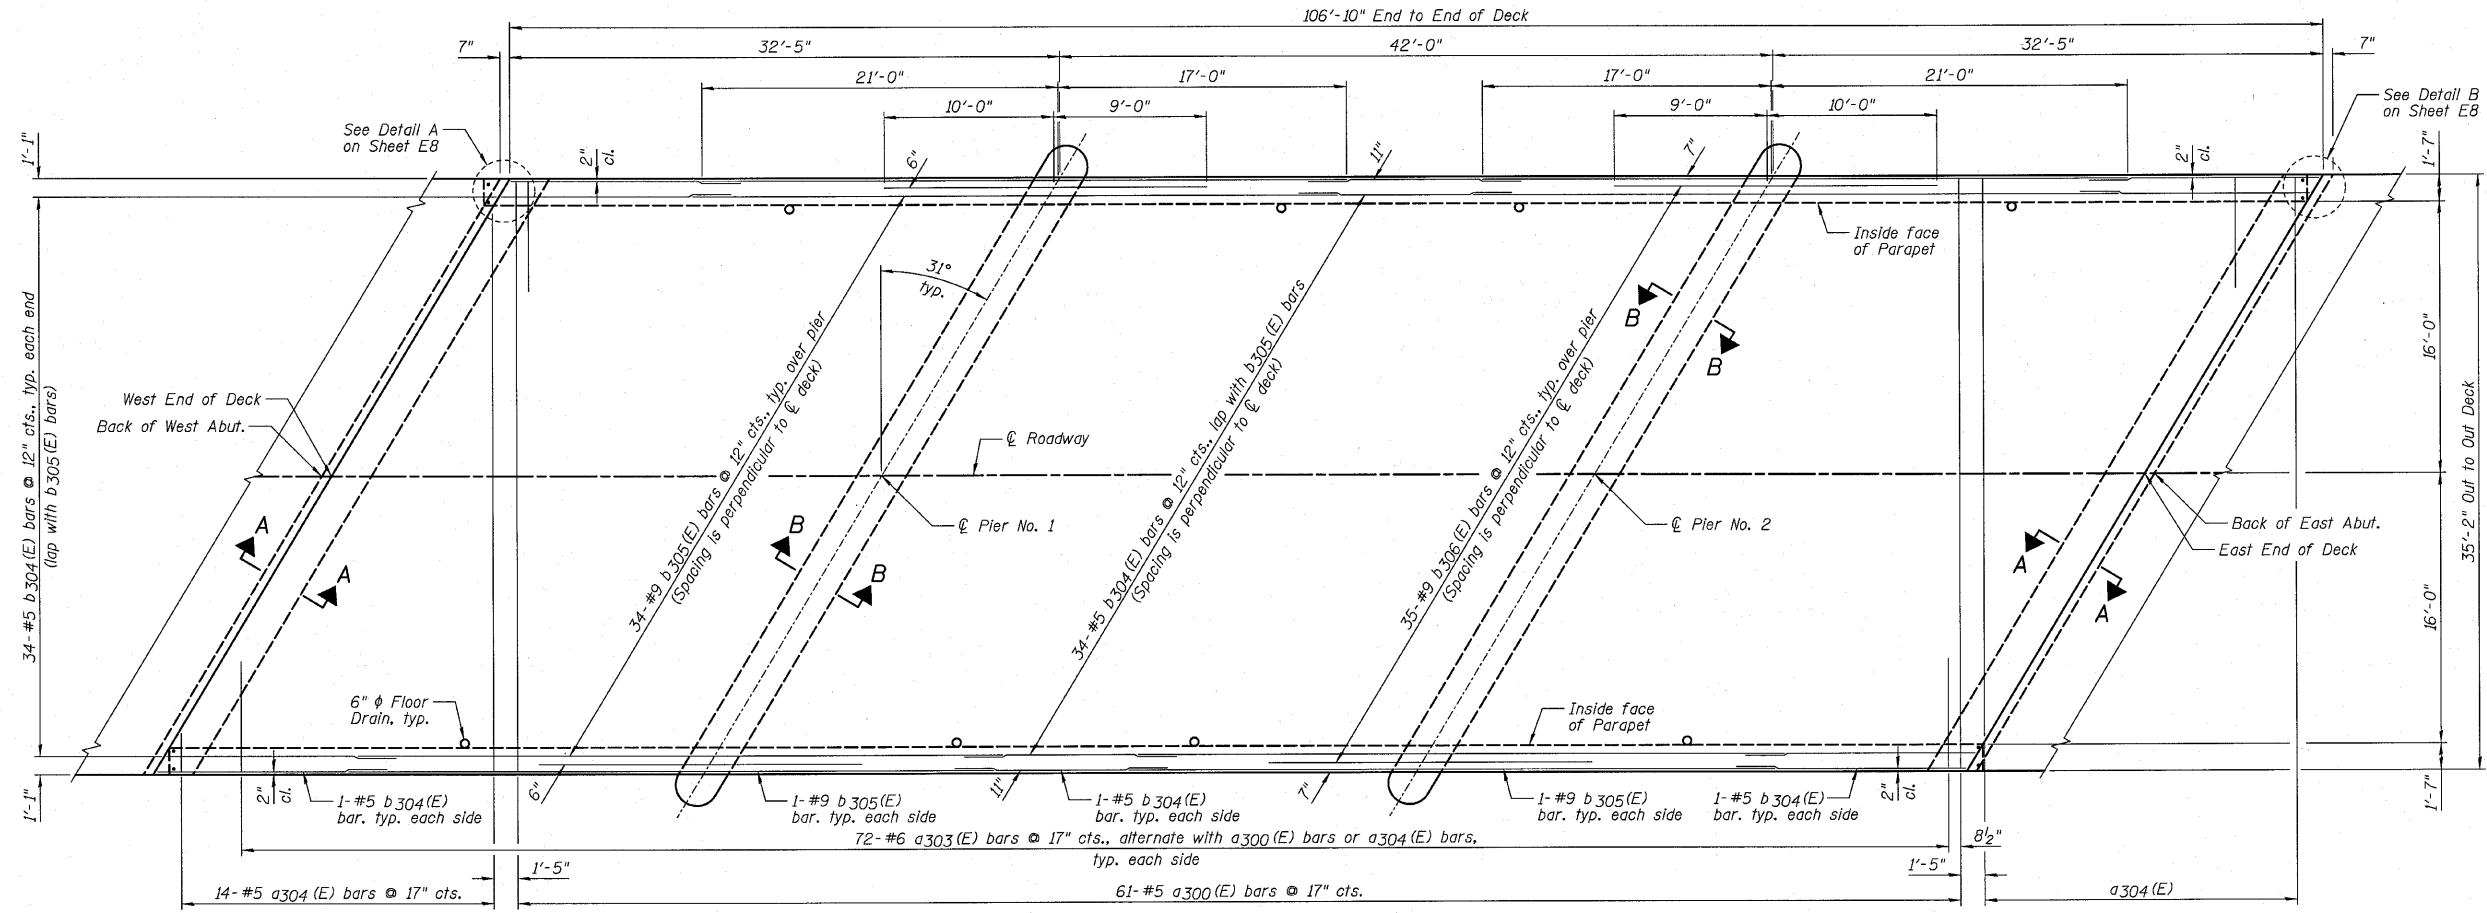 106'-10" End to End of Deck
7"
32'-5"
42'-0"
32'-5"
7"
21'-0"
17'-0"
17'-0"
21'-0"
10'-0"
9'-0"
9'-0"
10'-0"
See Detail A
on Sheet E8
See Detail B
on Sheet E8
1'-1"
2"
cl.
6"
11"
7"
2"
cl.
1'-7"
Inside face
of Parapet
31°
typ.
34-#5 b304(E) bars @ 12" cts., typ. each end
(lap with b305(E) bars)
34-#9 b305(E) bars @ 12" cts., typ. over pier
(Spacing is perpendicular to ℄ deck)
34-#5 b304(E) bars @ 12" cts., lap with b305(E) bars
(Spacing is perpendicular to ℄ deck)
35-#9 b306(E) bars @ 12" cts., typ. over pier
(Spacing is perpendicular to ℄ deck)
B
B
16'-0"
35'-2" Out to Out Deck
West End of Deck
Back of West Abut.
℄ Roadway
℄ Pier No. 1
℄ Pier No. 2
Back of East Abut.
East End of Deck
A
A
B
B
A
A
16'-0"
6" ϕ Floor
Drain, typ.
Inside face
of Parapet
1'-1"
2"
cl.
6"
11"
7"
2"
cl.
1'-7"
1-#5 b304(E)
bar. typ. each side
1-#9 b305(E)
bar. typ. each side
1-#5 b304(E)
bar. typ. each side
1-#9 b305(E)
bar. typ. each side
1-#5 b304(E)
bar. typ. each side
72-#6 a303(E) bars @ 17" cts., alternate with a300(E) bars or a304(E) bars,
typ. each side
8½"
1'-5"
1'-5"
14-#5 a304(E) bars @ 17" cts.
61-#5 a300(E) bars @ 17" cts.
a304(E)